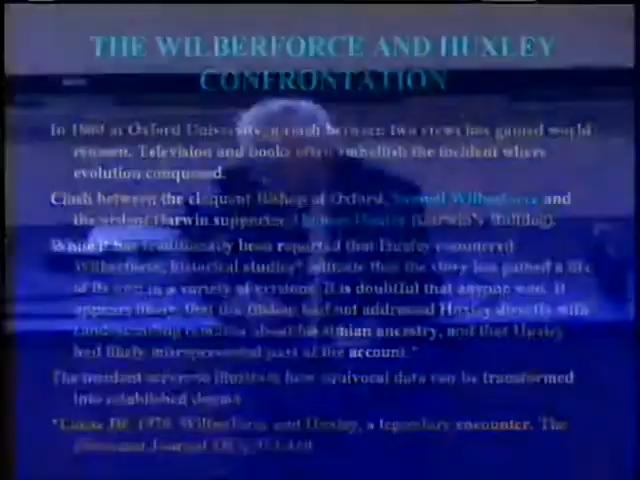 THE WILBERFORCE AND HUXLEY
CONFRONTATION
In 1860 at Oxford University, a clash between two views has gained world
renown. Television and books often embellish the incident where
evolution conquered.
Clash between the eloquent Bishop of Oxford, Samuel Wilberforce and
the ardent Darwin supporter, Thomas Huxley (Darwin's Bulldog).
While it has traditionally been reported that Huxley
Wilberforce, historical studies* indicate that the story has gained a life
of its own in a variety of versions. It is doubtful that anyone won. It
appears that the Bishop had not addressed Huxley directly with
remarks about his simian ancestry, and that Huxley
had likely misrepresented part of the account."
The incident serves to illustrate how equivocal data can be transformed
into established dogma
*Lucas JR. 1979. Wilberforce and Huxley, a legendary encounter. The
Historical Journal